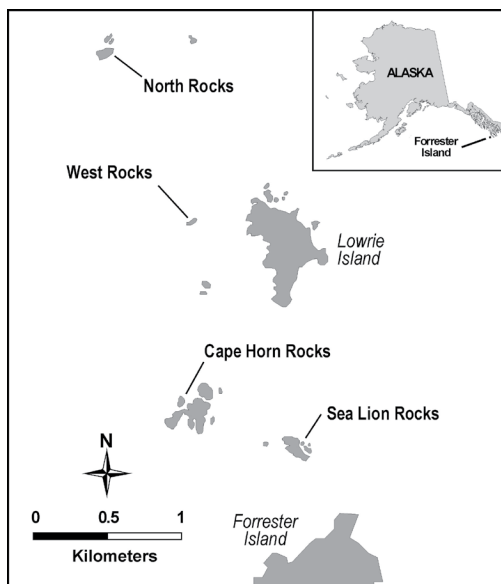 North Rocks
ALASKA
Forrester
Island
West Rocks
Lowrie
Island
Cape Horn Rocks
Sea Lion Rocks
N
0 0.5 1
Kilometers
Forrester
Island